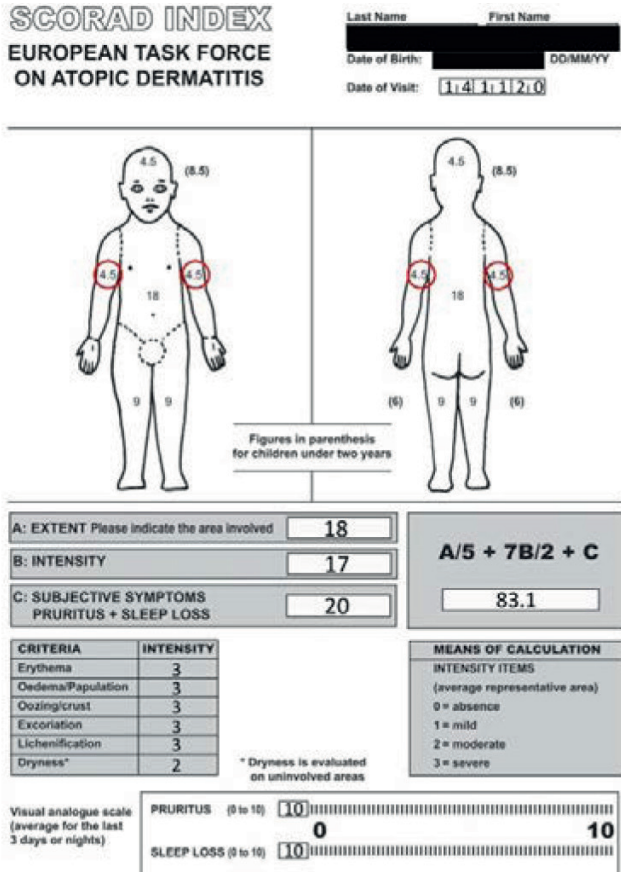 SCORAD INDEX
EUROPEAN TASK FORCE
ON ATOPIC DERMATITIS
Last Name First Name
Date of Birth: DD/MM/YY
Date of Visit: 1 4 1 1 2 0
4.5 (8.5)
4.5 4.5
18
9 9
4.5 (8.5)
4.5 4.5
18
(6) 9 9 (6)
Figures in parenthesis
for children under two years
A: EXTENT Please indicate the area involved 18
B: INTENSITY 17
C: SUBJECTIVE SYMPTOMS
PRURITUS + SLEEP LOSS 20
A/5 + 7B/2 + C
83.1
CRITERIA INTENSITY
Erythema 3
Oedema/Papulation 3
Oozing/crust 3
Excoriation 3
Lichenification 3
Dryness* 2
* Dryness is evaluated
on uninvolved areas
MEANS OF CALCULATION
INTENSITY ITEMS
(average representative area)
0 = absence
1 = mild
2 = moderate
3 = severe
Visual analogue scale
(average for the last
3 days or nights)
PRURITUS (0 to 10) 10
0 10
SLEEP LOSS (0 to 10) 10